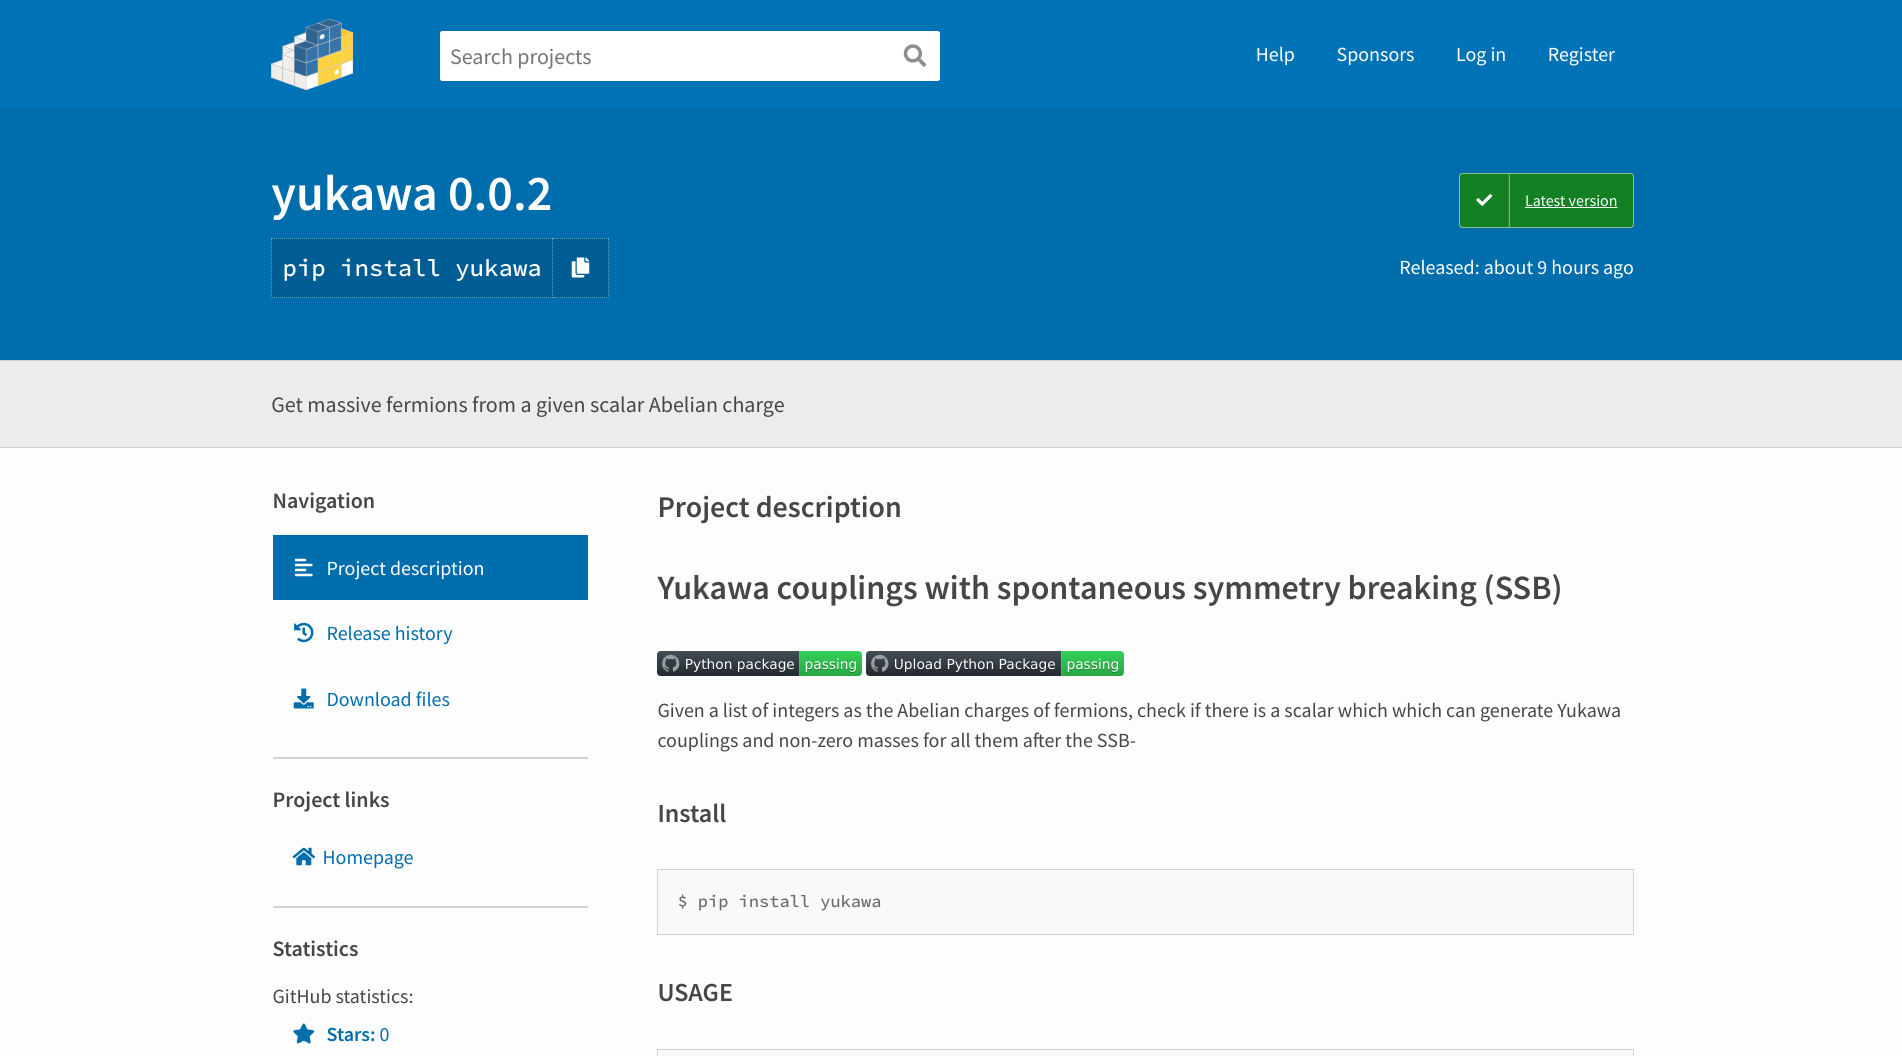 Search projects
Help
Sponsors
Log in
Register
yukawa 0.0.2
pip install yukawa
Latest version
Released: about 9 hours ago
Get massive fermions from a given scalar Abelian charge
Navigation
Project description
Release history
Download files
Project links
Homepage
Statistics
GitHub statistics:
Stars: 0
Project description
Yukawa couplings with spontaneous symmetry breaking (SSB)
Python package passing
Upload Python Package passing
Given a list of integers as the Abelian charges of fermions, check if there is a scalar which which can generate Yukawa
couplings and non-zero masses for all them after the SSB-
Install
$ pip install yukawa
USAGE